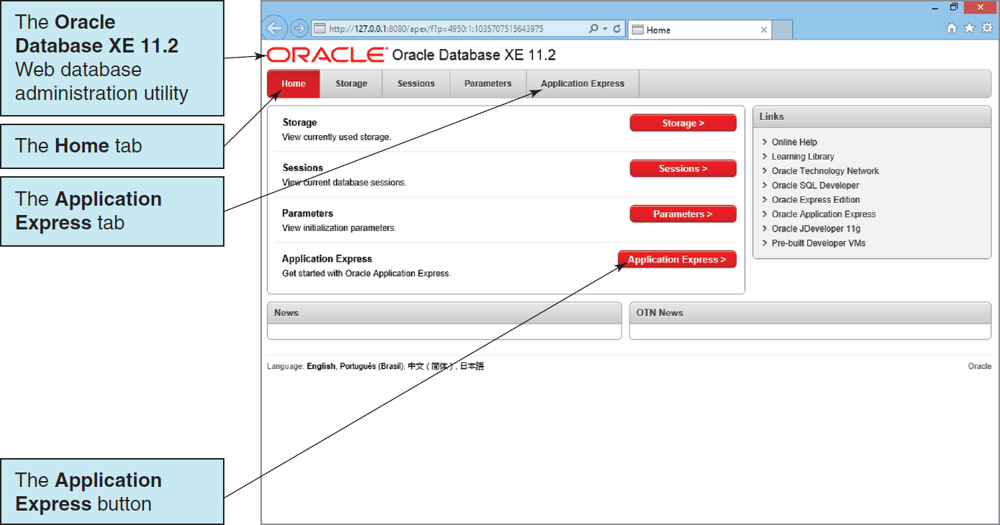 The Oracle
Database XE 11.2
Web database
administration utility
The Home tab
The Application
Express tab
The Application
Express button
http://127.0.0.1:8080/apex/f?p=4950:1:1035707515643975
Home
ORACLE Oracle Database XE 11.2
Home Storage Sessions Parameters Application Express
Storage
View currently used storage.
Storage >
Sessions
View current database sessions.
Sessions >
Parameters
View initialization parameters.
Parameters >
Application Express
Get started with Oracle Application Express.
Application Express >
Links
> Online Help
> Learning Library
> Oracle Technology Network
> Oracle SQL Developer
> Oracle Express Edition
> Oracle Application Express
> Oracle JDeveloper 11g
> Pre-built Developer VMs
News
OTN News
Language: English, Português (Brasil), 中文 (简体), 日本語
Oracle